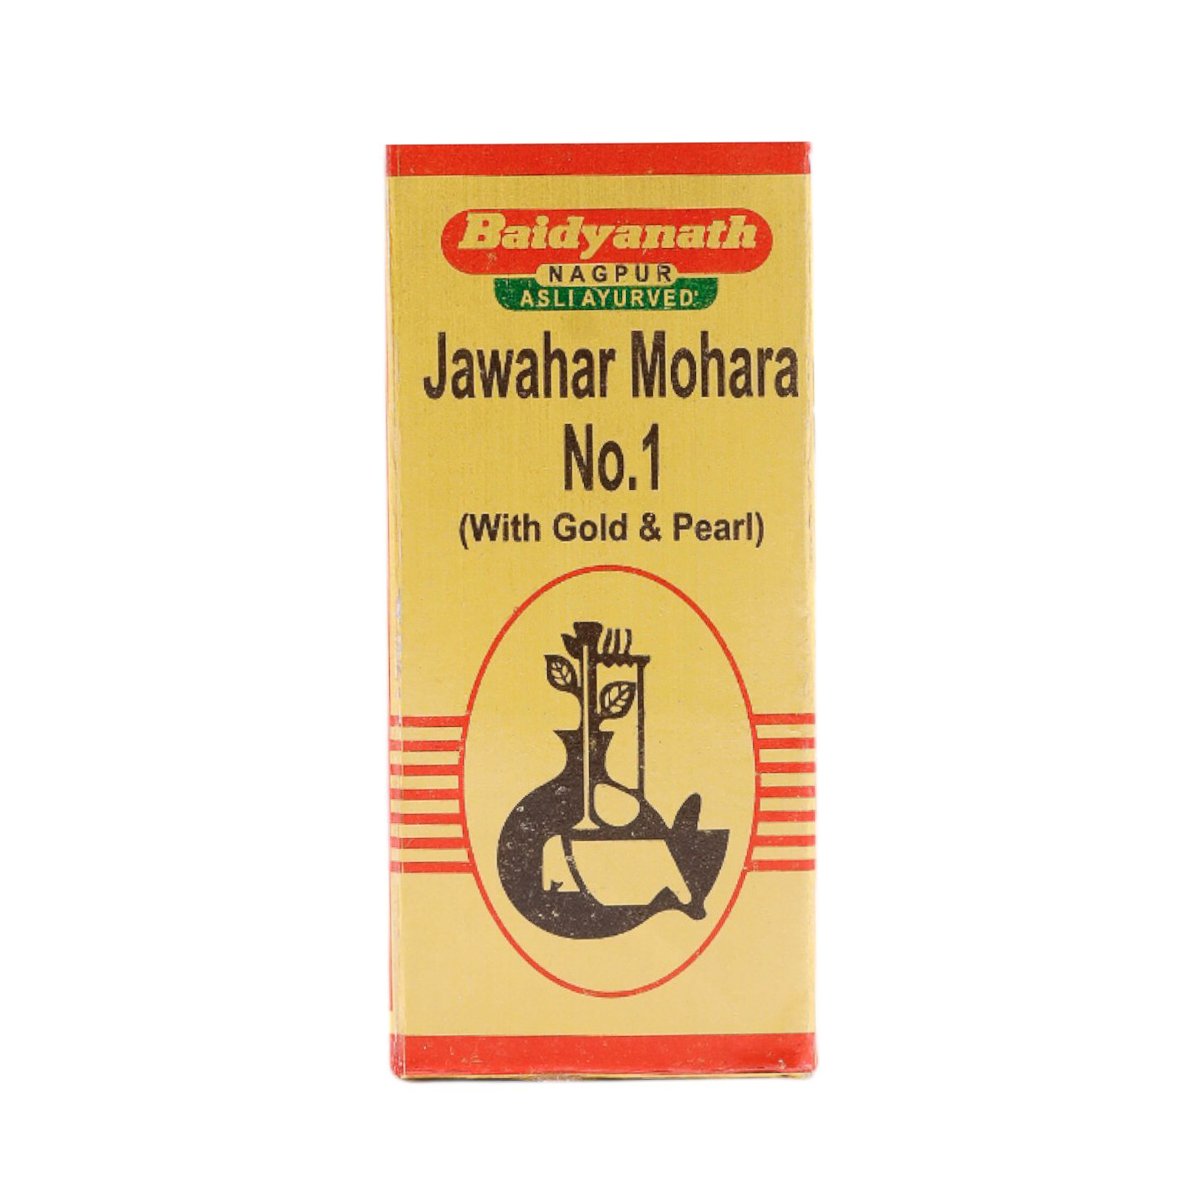 Baidyanath
NAGPUR
ASLI AYURVED
Jawahar Mohara
No.1
(With Gold & Pearl)